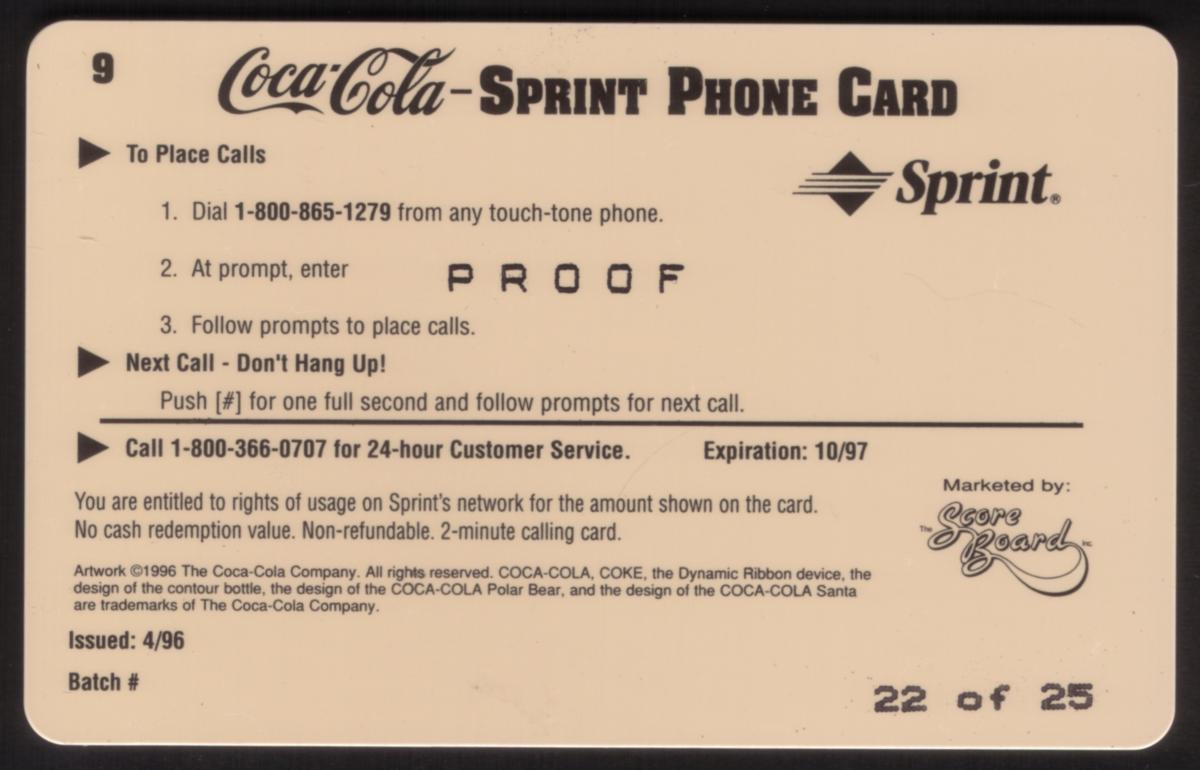 9
Coca-Cola – SPRINT PHONE CARD
▶ To Place Calls
Sprint®
1. Dial 1-800-865-1279 from any touch-tone phone.
2. At prompt, enter PROOF
3. Follow prompts to place calls.
▶ Next Call - Don't Hang Up!
Push [#] for one full second and follow prompts for next call.
▶ Call 1-800-366-0707 for 24-hour Customer Service. Expiration: 10/97
You are entitled to rights of usage on Sprint's network for the amount shown on the card.
No cash redemption value. Non-refundable. 2-minute calling card.
Marketed by:
The Score
Board Inc
Artwork ©1996 The Coca-Cola Company. All rights reserved. COCA-COLA, COKE, the Dynamic Ribbon device, the
design of the contour bottle, the design of the COCA-COLA Polar Bear, and the design of the COCA-COLA Santa
are trademarks of The Coca-Cola Company.
Issued: 4/96
Batch #
22 of 25